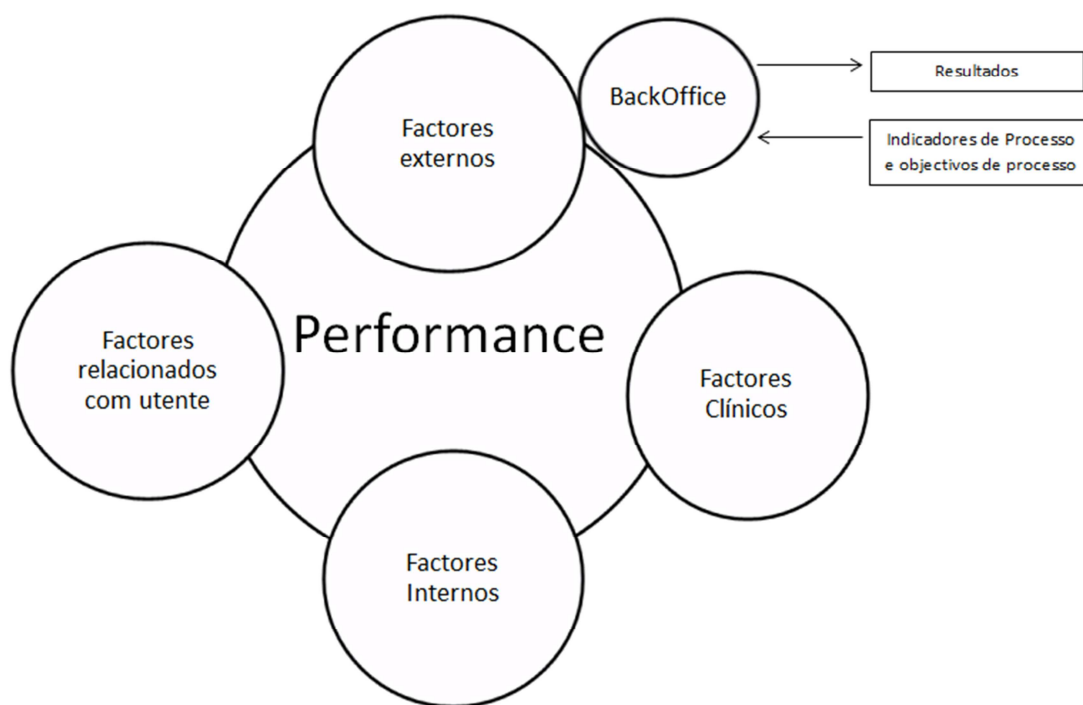 Factores
externos
BackOffice
Resultados
Indicadores de Processo
e objectivos de processo
Factores
relacionados
com utente
Performance
Factores
Clínicos
Factores
Internos